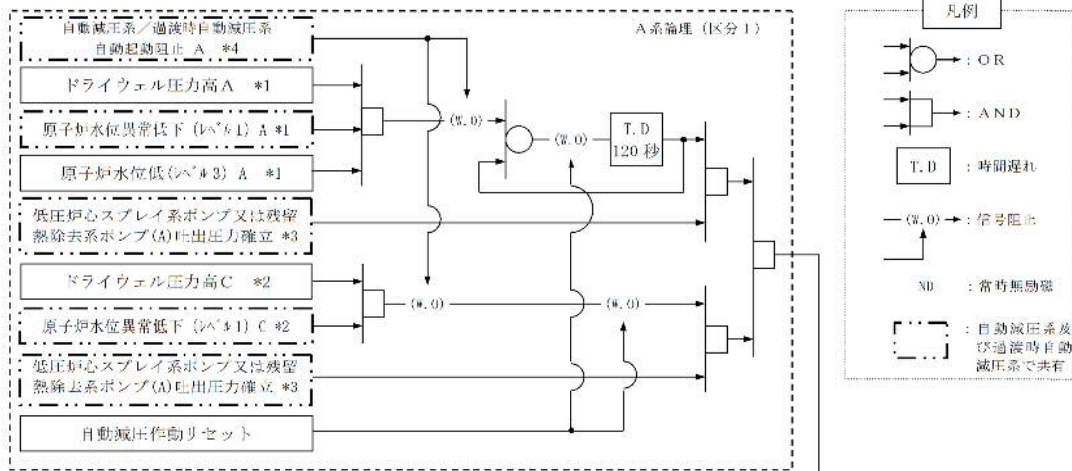 自動減圧系／過渡時自動減圧系
自動起動阻止 A *4
ドライウェル圧力高A *1
原子炉水位異常低下 (ﾚﾍﾞﾙ1) A *1
原子炉水位低(ﾚﾍﾞﾙ3) A *1
低圧炉心スプレイ系ポンプ又は残留
熱除去系ポンプ(A)吐出圧力確立 *3
ドライウェル圧力高C *2
原子炉水位異常低下 (ﾚﾍﾞﾙ1) C *2
低圧炉心スプレイ系ポンプ又は残留
熱除去系ポンプ(A)吐出圧力確立 *3
自動減圧作動リセット
A系論理（区分Ⅰ）
(W.O)
(W.O)
T.D
120秒
(W.O)
(W.O)
凡例
：OR
：AND
T.D
：時間遅れ
(W.O)
：信号阻止
ND
：常時無励磁
：自動減圧系及
び過渡時自動
減圧系で共有